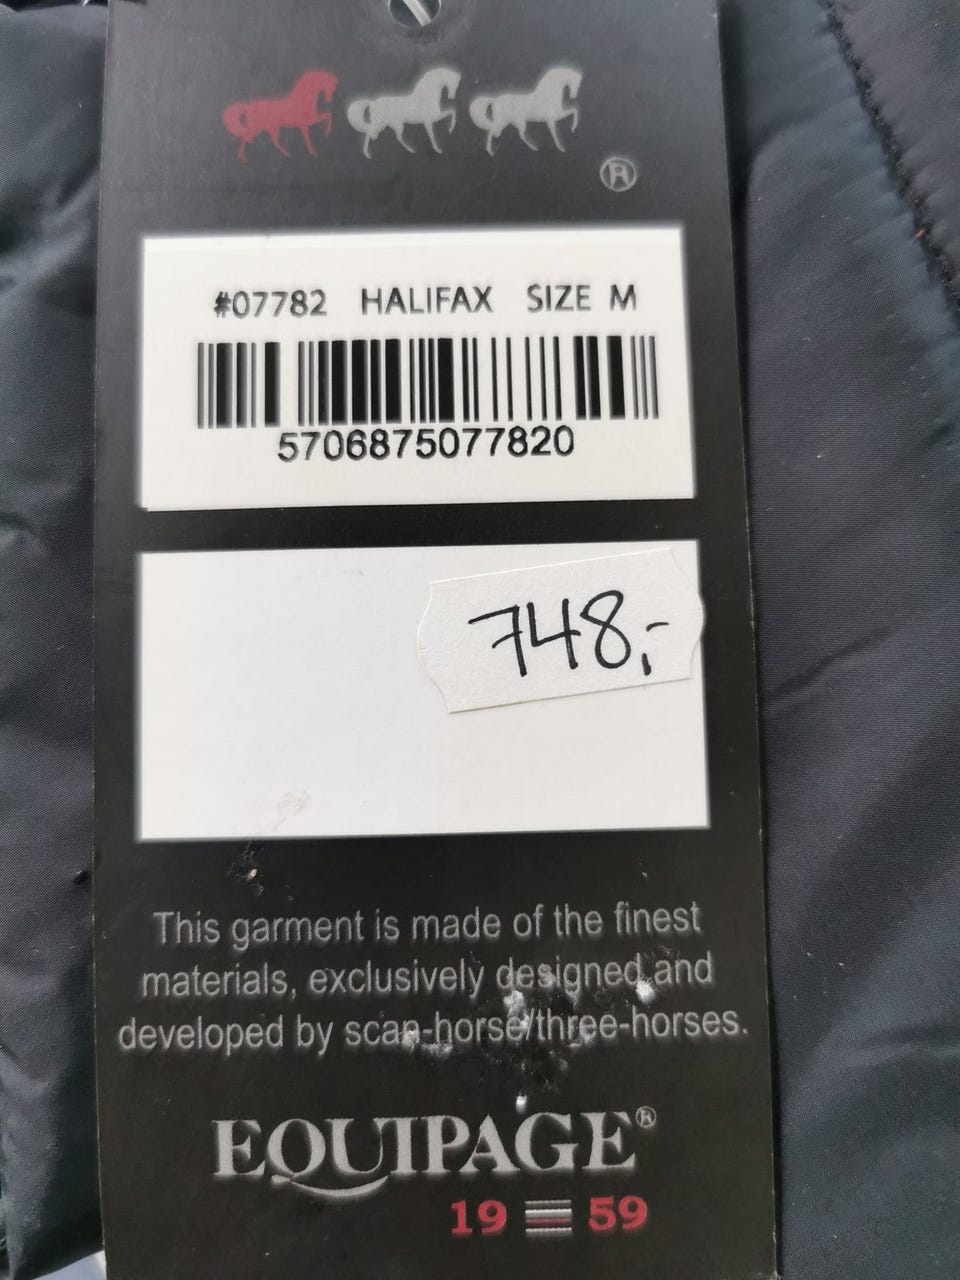 ®
#07782 HALIFAX SIZE M
5706875077820
748,-
This garment is made of the finest
materials, exclusively designed and
developed by scan-horse/three-horses.
EQUIPAGE®
19 59